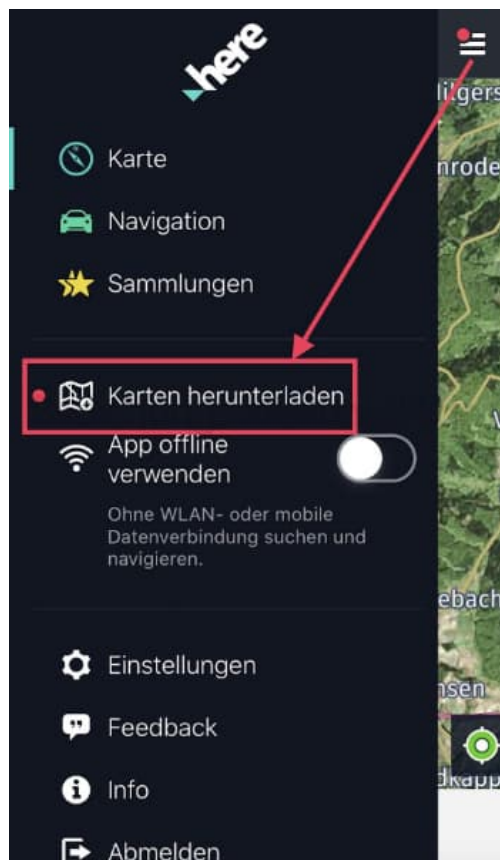 here
Karte
Navigation
Sammlungen
Karten herunterladen
App offline
verwenden
Ohne WLAN- oder mobile
Datenverbindung suchen und
navigieren.
Einstellungen
Feedback
Info
Abmelden